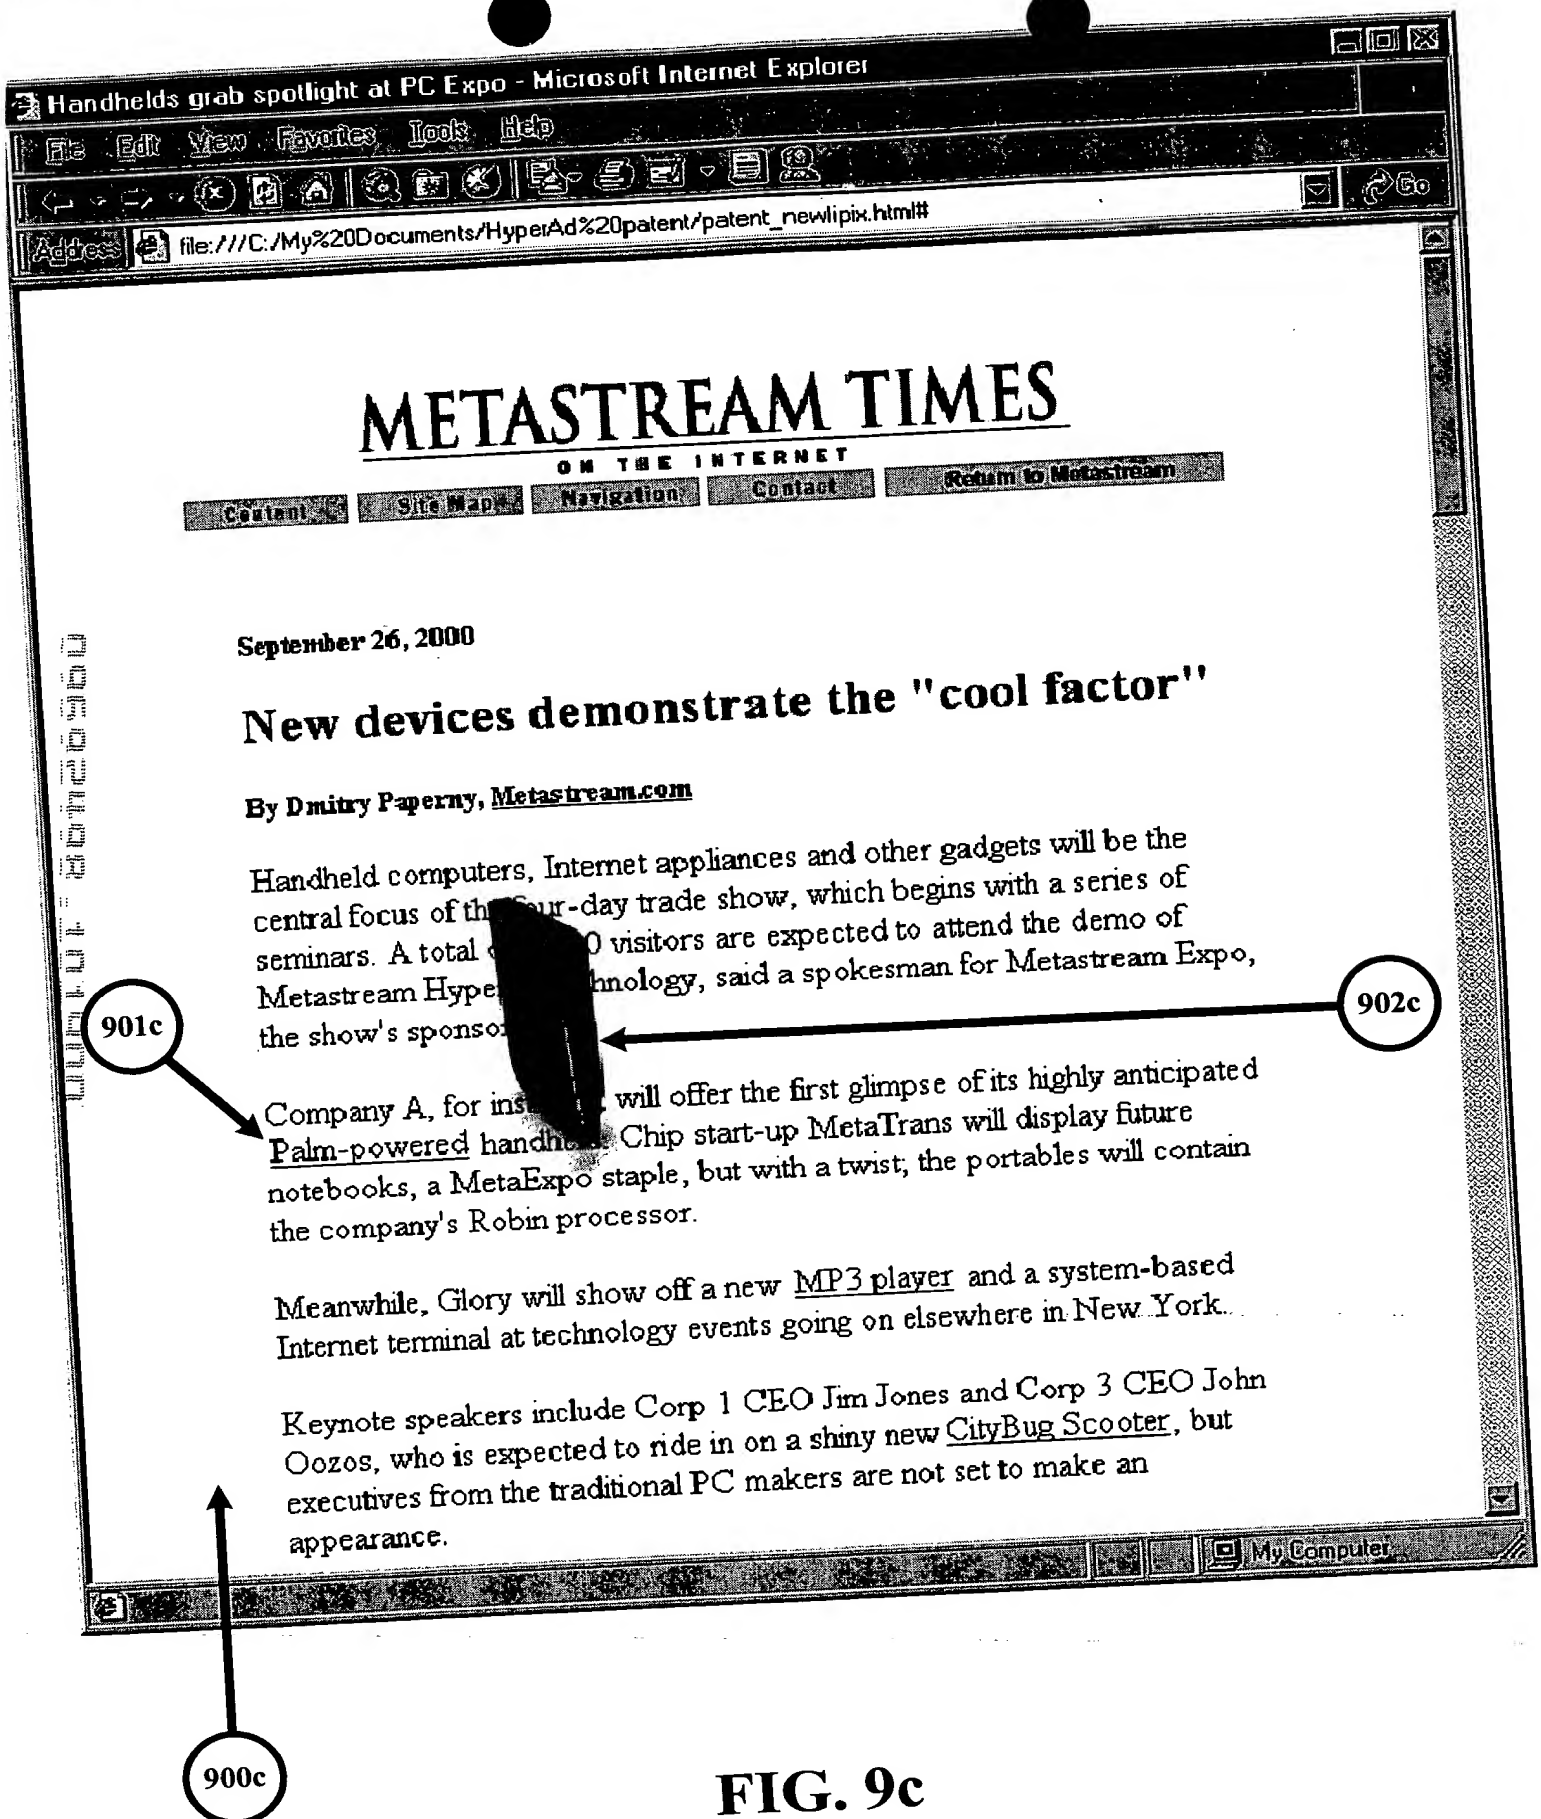 Handhelds grab spotlight at PC Expo - Microsoft Internet Explorer
File Edit View Favorites Tools Help
Address file:///C:/My%20Documents/HyperAd%20patent/patent_newlipix.html# Go
METASTREAM TIMES
ON THE INTERNET
Content Site Map Navigation Contact Return to Metastream
September 26, 2000
New devices demonstrate the "cool factor"
By Dmitry Paperny, Metastream.com
Handheld computers, Internet appliances and other gadgets will be the
central focus of the four-day trade show, which begins with a series of
seminars. A total visitors are expected to attend the demo of
Metastream said a spokesman for Metastream Expo,
the show's
901c
902c
Company A, for will offer the first glimpse of its highly anticipated
Palm-powered Chip start-up MetaTrans will display future
notebooks, a MetaExpo staple, but with a twist; the portables will contain
the company's Robin processor.
Meanwhile, Glory will show off a new MP3 player and a system-based
Internet terminal at technology events going on elsewhere in New York.
Keynote speakers include Corp 1 CEO Jim Jones and Corp 3 CEO John
Oozos, who is expected to ride in on a shiny new CityBug Scooter, but
executives from the traditional PC makers are not set to make an
appearance.
My Computer
900c
FIG. 9c